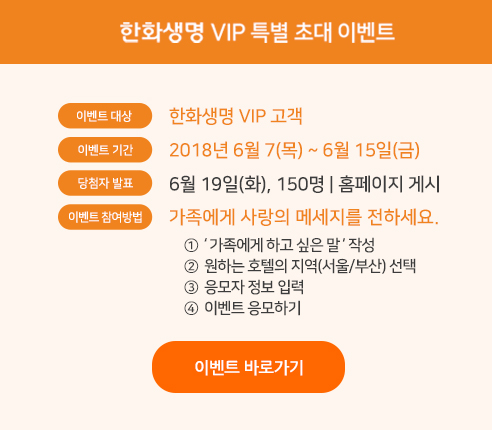 한화생명 VIP 특별 초대 이벤트
이벤트 대상 한화생명 VIP 고객
이벤트 기간 2018년 6월 7(목) ~ 6월 15일(금)
당첨자 발표 6월 19일(화), 150명 | 홈페이지 게시
이벤트 참여방법 가족에게 사랑의 메세지를 전하세요.
① ‘ 가족에게 하고 싶은 말 ’ 작성
② 원하는 호텔의 지역(서울/부산) 선택
③ 응모자 정보 입력
④ 이벤트 응모하기
이벤트 바로가기